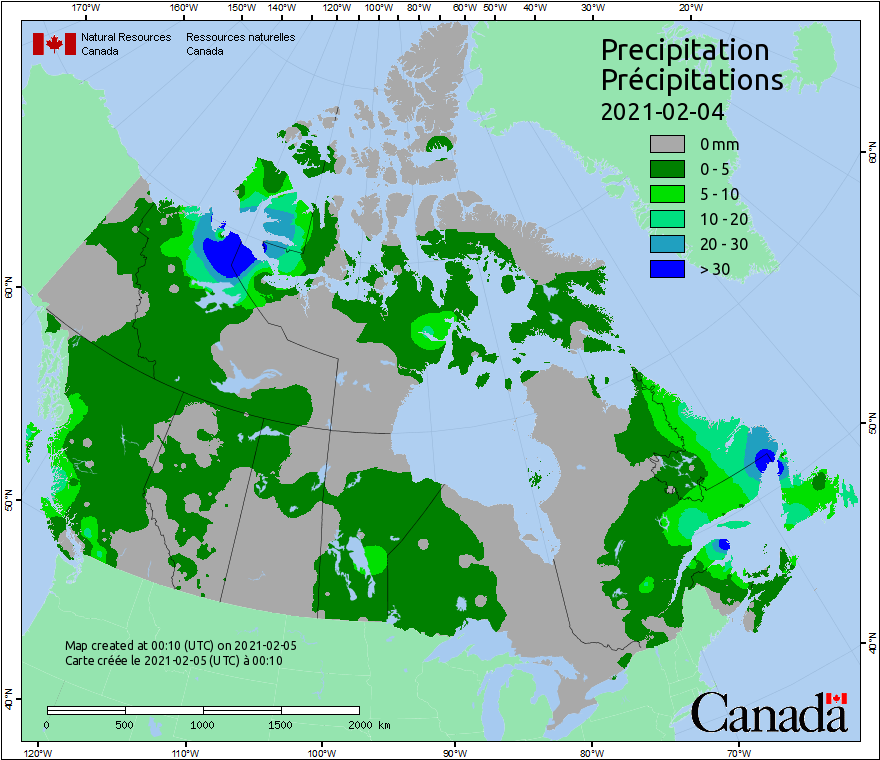 170°W 160°W 150°W 140°W 120°W 100°W 80°W 60°W 50°W 40°W 30°W 20°W
Natural Resources Ressources naturelles
Canada Canada
Precipitation
Précipitations
2021-02-04
0 mm
0 - 5
5 - 10
10 - 20
20 - 30
> 30
60°N
60°N
50°N
50°N
40°N
40°N
Map created at 00:10 (UTC) on 2021-02-05
Carte créée le 2021-02-05 (UTC) à 00:10
0 500 1000 1500 2000 km
Canada
120°W 110°W 100°W 90°W 80°W 70°W